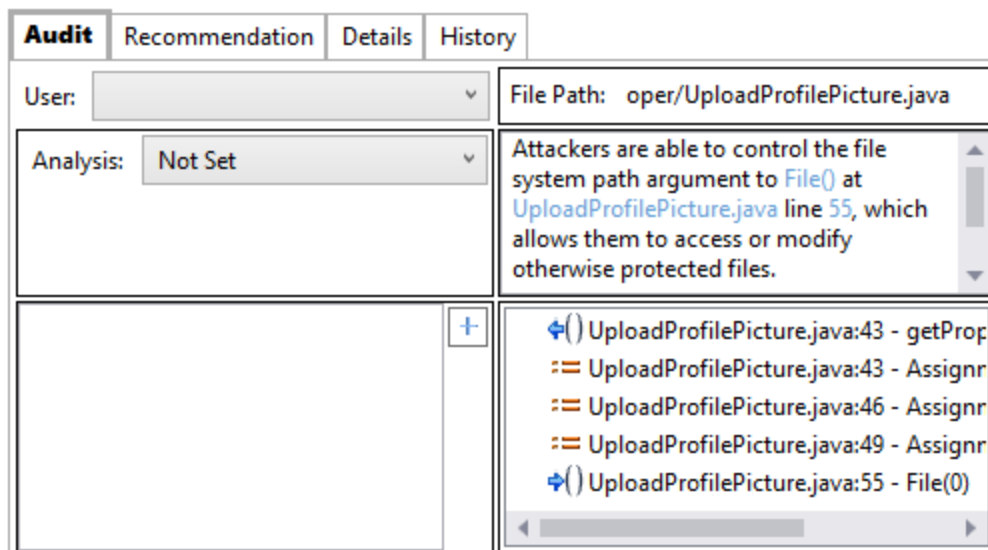 Audit Recommendation Details History
User:
File Path: oper/UploadProfilePicture.java
Analysis: Not Set
Attackers are able to control the file
system path argument to File() at
UploadProfilePicture.java line 55, which
allows them to access or modify
otherwise protected files.
UploadProfilePicture.java:43 - getProp
UploadProfilePicture.java:43 - Assign
UploadProfilePicture.java:46 - Assign
UploadProfilePicture.java:49 - Assign
UploadProfilePicture.java:55 - File(0)